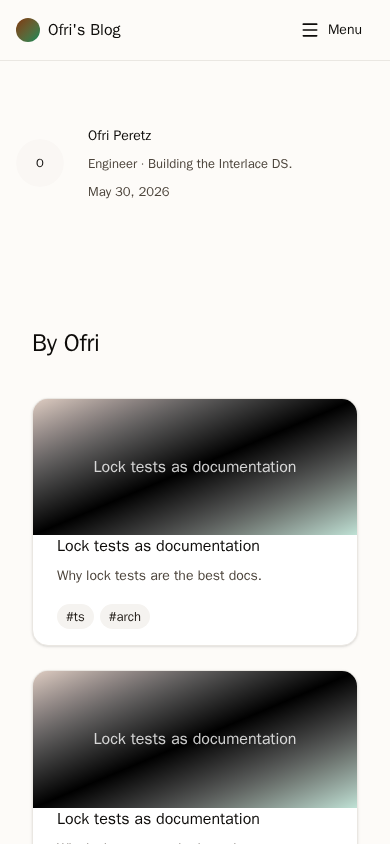 Ofri's Blog
Menu
O
Ofri Peretz
Engineer · Building the Interlace DS.
May 30, 2026
By Ofri
Lock tests as documentation
Lock tests as documentation
Why lock tests are the best docs.
#ts #arch
Lock tests as documentation
Lock tests as documentation